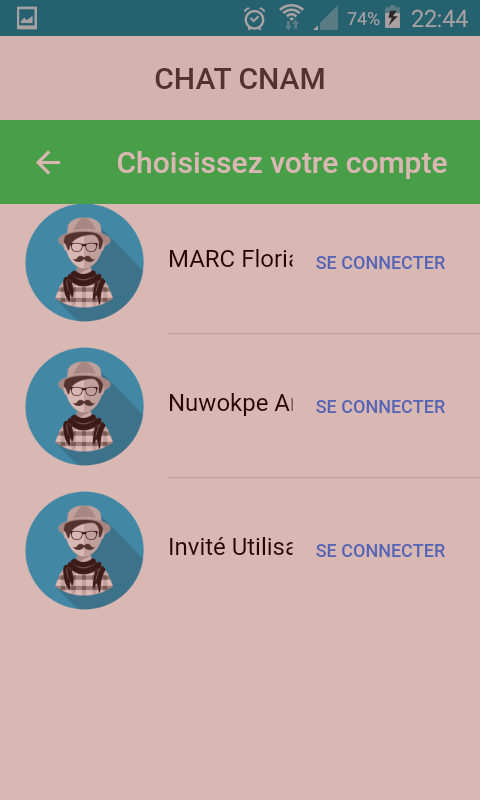 74% 22:44
CHAT CNAM
Choisissez votre compte
MARC Floria SE CONNECTER
Nuwokpe A SE CONNECTER
Invité Utilisa SE CONNECTER